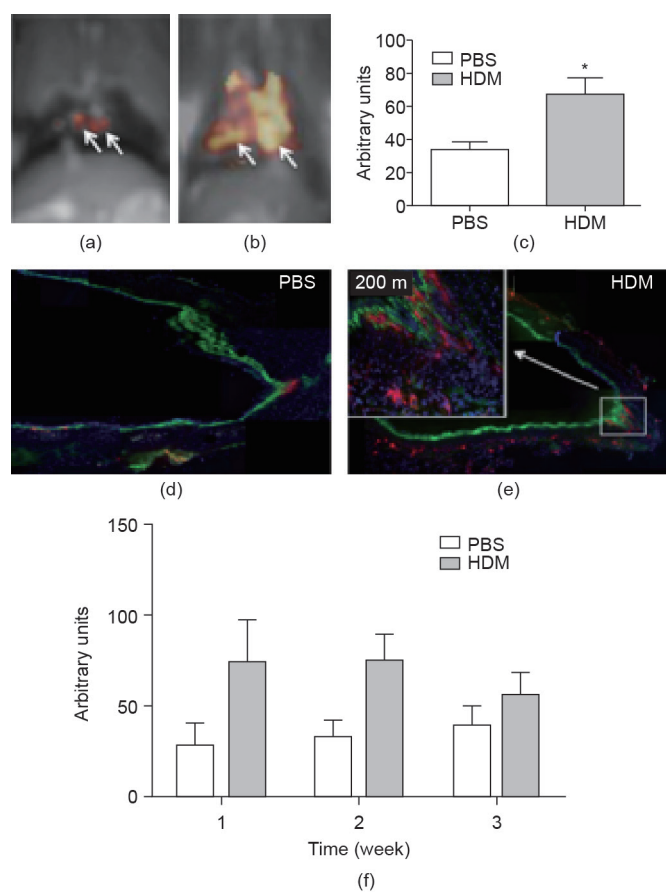 (a)
(b)
Arbitrary units
100
80
60
40
20
0
PBS
HDM
*
PBS
HDM
(c)
PBS
(d)
200 m
HDM
(e)
Arbitrary units
150
100
50
0
PBS
HDM
1
2
3
Time (week)
(f)